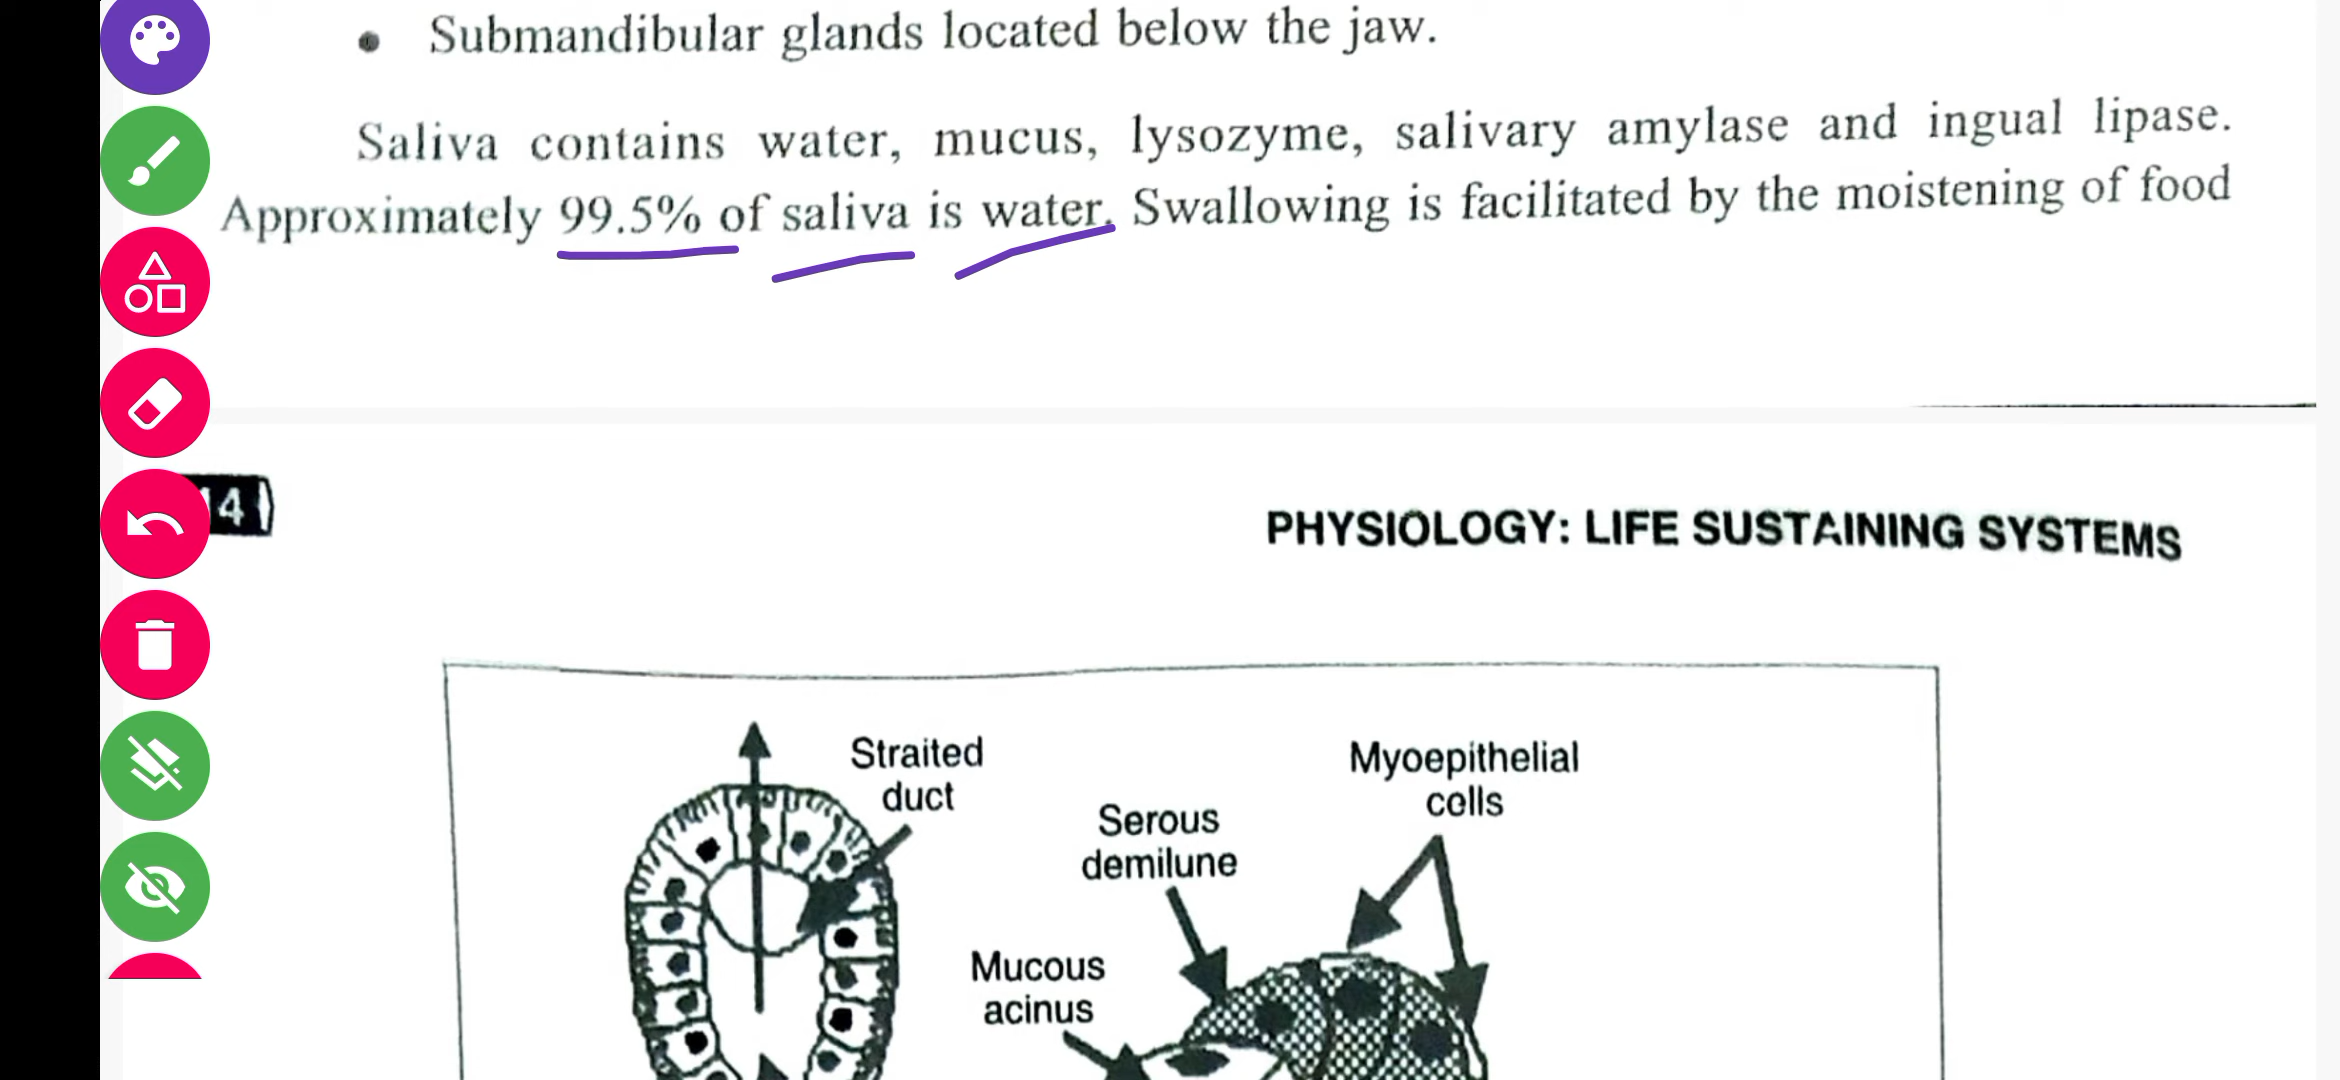 • Submandibular glands located below the jaw.
Saliva contains water, mucus, lysozyme, salivary amylase and ingual lipase.
Approximately 99.5% of saliva is water. Swallowing is facilitated by the moistening of food
14
PHYSIOLOGY: LIFE SUSTAINING SYSTEMS
Straited
duct
Myoepithelial
cells
Serous
demilune
Mucous
acinus